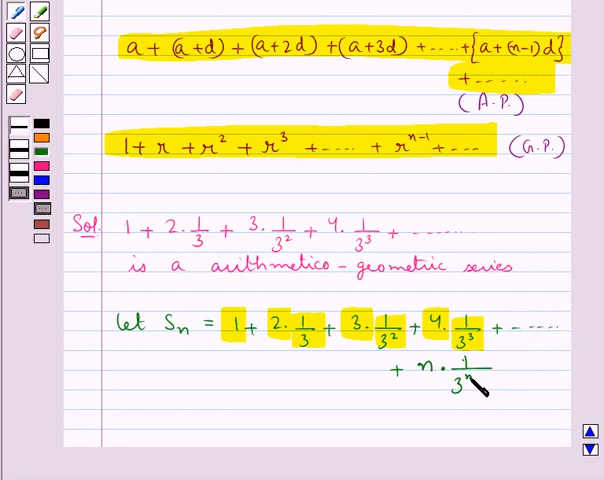 a + (a+d) + (a+2d) + (a+3d) + ..... + {a+(n-1)d}
+ ......
(A.P.)
1 + r + r² + r³ + ..... + rⁿ⁻¹ + .... (G.P.)
Sol. 1 + 2. 1/3 + 3. 1/3² + 4. 1/3³ + ........
is a arithmetico - geometric series
Let Sₙ = 1 + 2. 1/3 + 3. 1/3² + 4. 1/3³ + ......
+ n . 1/3ⁿ